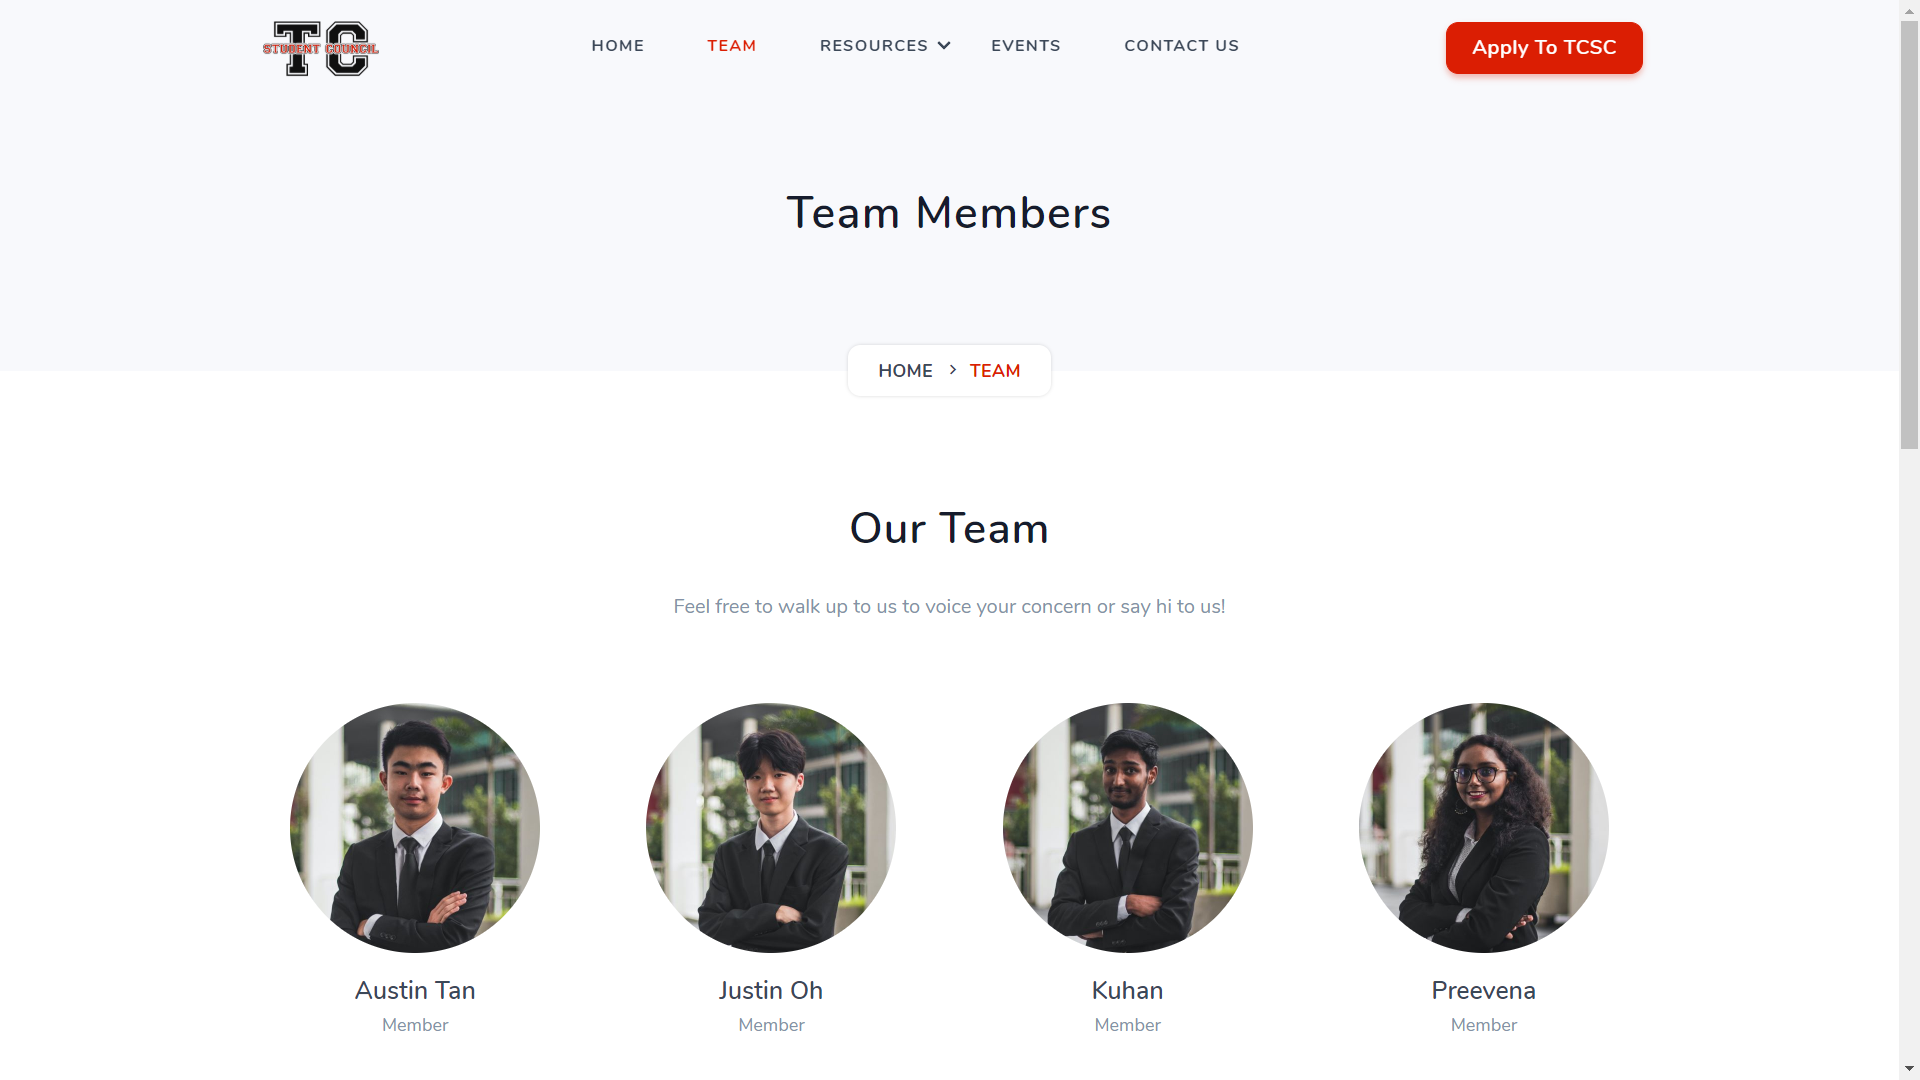 TC
STUDENT COUNCIL
HOME
TEAM
RESOURCES
EVENTS
CONTACT US
Apply To TCSC
Team Members
HOME > TEAM
Our Team
Feel free to walk up to us to voice your concern or say hi to us!
Austin Tan
Member
Justin Oh
Member
Kuhan
Member
Preevena
Member